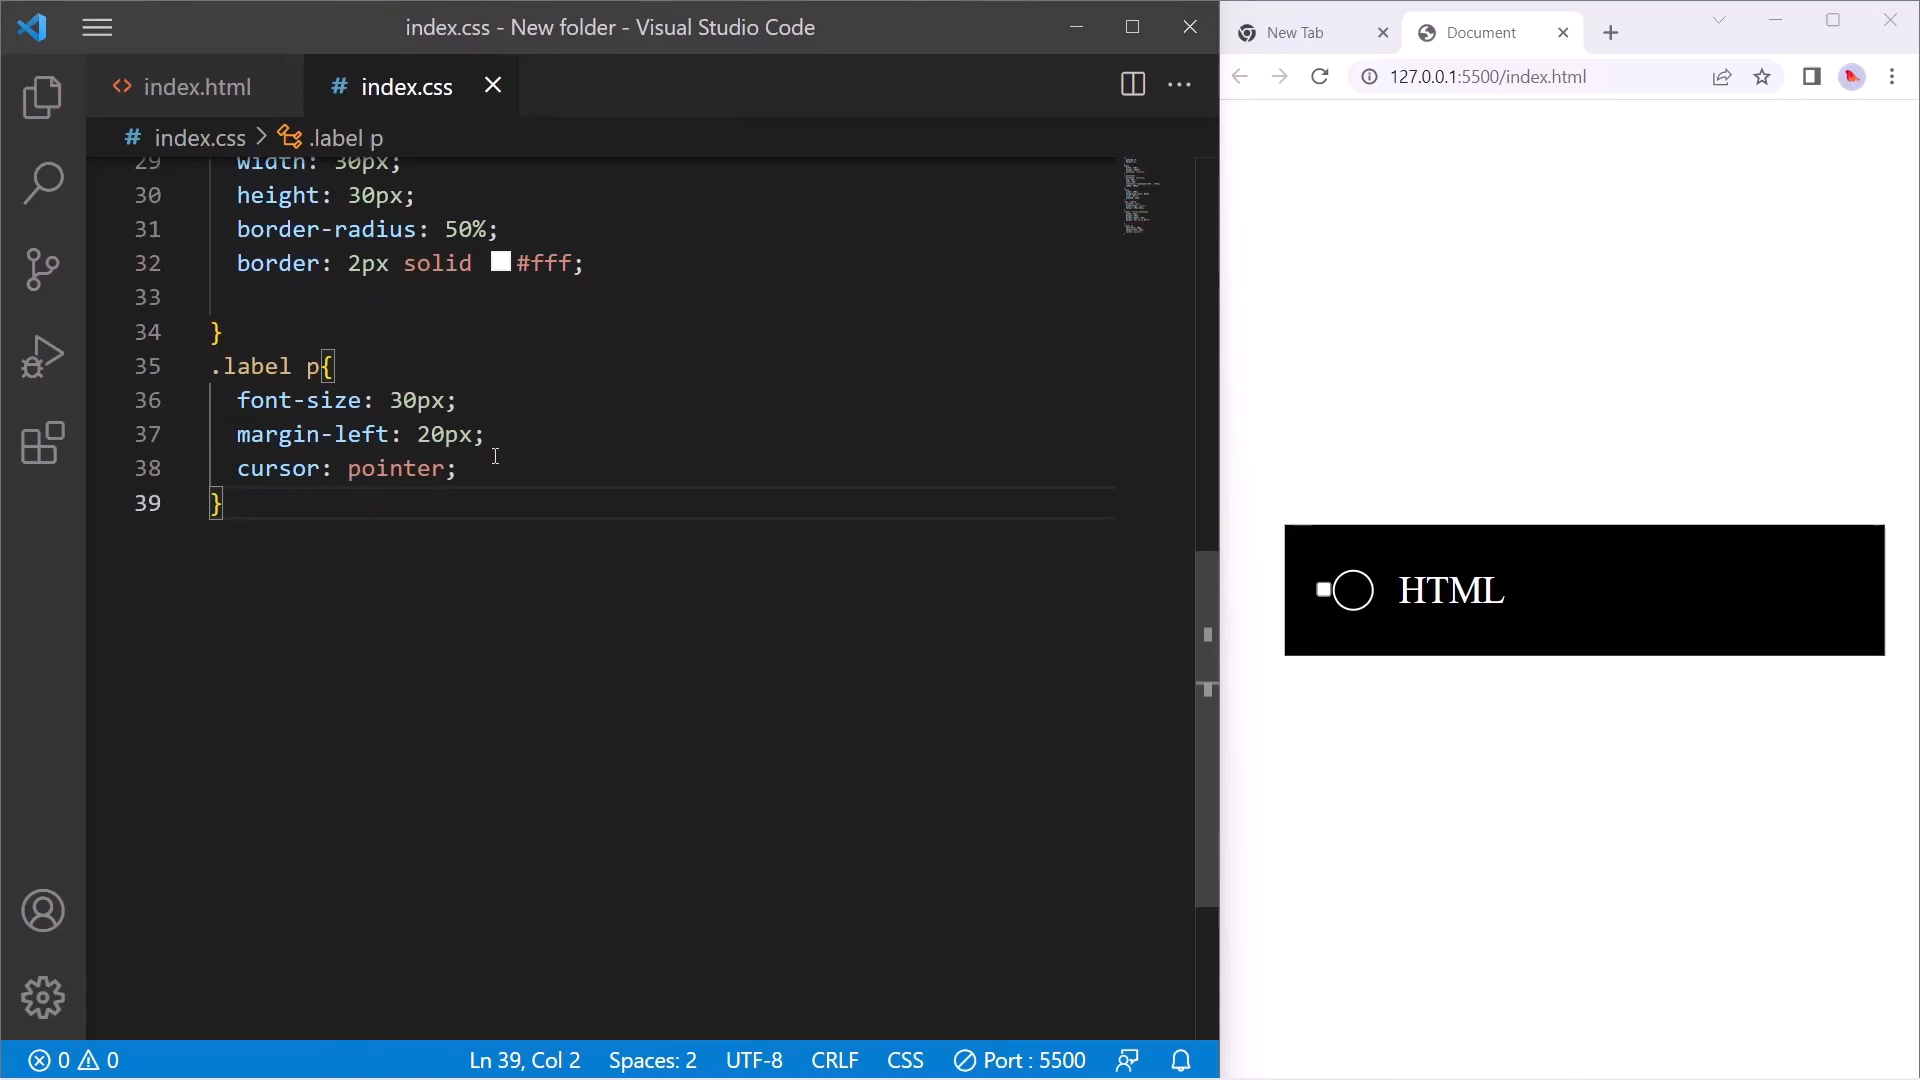 index.css - New folder - Visual Studio Code
index.html
# index.css
# index.css > .label p
29 width: 30px;
30 height: 30px;
31 border-radius: 50%;
32 border: 2px solid #fff;
33
34 }
35 .label p{
36 font-size: 30px;
37 margin-left: 20px;
38 cursor: pointer;
39 }
0 0 Ln 39, Col 2 Spaces: 2 UTF-8 CRLF CSS Port : 5500
New Tab
Document
127.0.0.1:5500/index.html
HTML